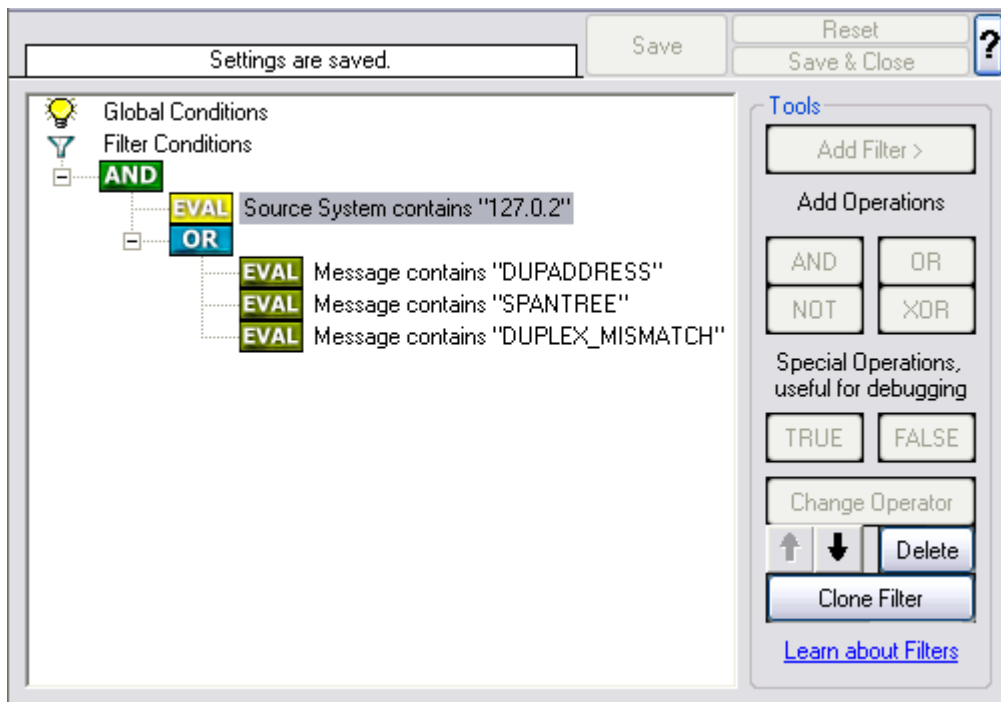 Settings are saved.
Save
Reset
Save & Close
?
Global Conditions
Filter Conditions
AND
EVAL Source System contains "127.0.2"
OR
EVAL Message contains "DUPADDRESS"
EVAL Message contains "SPANTREE"
EVAL Message contains "DUPLEX_MISMATCH"
Tools
Add Filter >
Add Operations
AND OR
NOT XOR
Special Operations,
useful for debugging
TRUE FALSE
Change Operator
Delete
Clone Filter
Learn about Filters